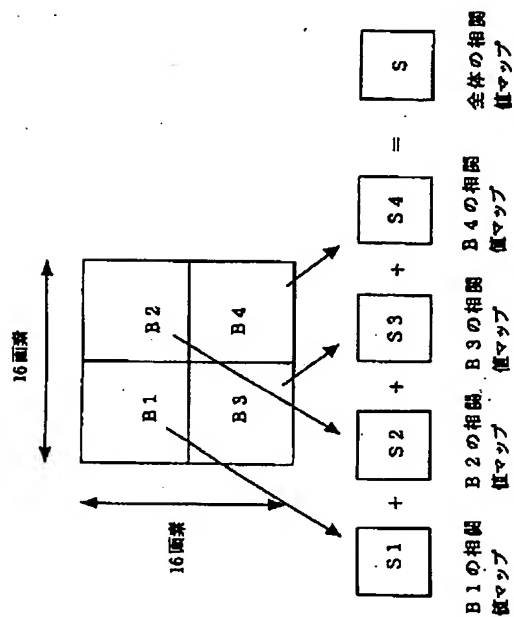 16画素
16画素
B1
B2
B3
B4
S1 + S2 + S3 + S4 = S
B1の相関
値マップ
B2の相関
値マップ
B3の相関
値マップ
B4の相関
値マップ
全体の相関
値マップ